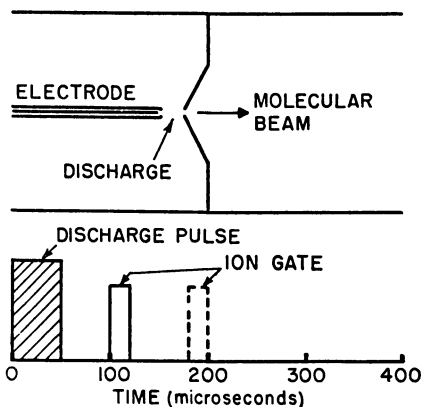 ELECTRODE
MOLECULAR
BEAM
DISCHARGE
DISCHARGE PULSE
ION GATE
0 100 200 300 400
TIME (microseconds)